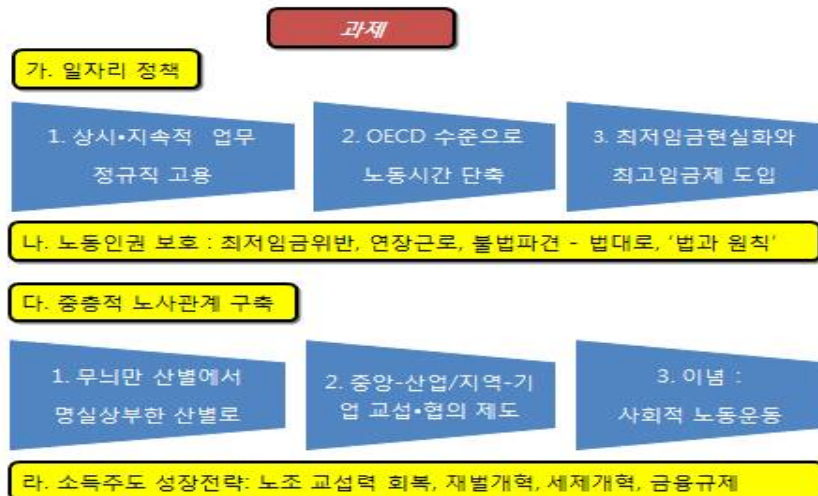 과제
가. 일자리 정책
1. 상시•지속적 업무
정규직 고용
2. OECD 수준으로
노동시간 단축
3. 최저임금현실화와
최고임금제 도입
나. 노동인권 보호 : 최저임금위반, 연장근로, 불법파견 - 법대로, '법과 원칙'
다. 중층적 노사관계 구축
1. 무늬만 산별에서
명실상부한 산별로
2. 중앙-산업/지역-기
업 교섭•협의 제도
3. 이념 :
사회적 노동운동
라. 소득주도 성장전략: 노조 교섭력 회복, 재벌개혁, 세제개혁, 금융규제